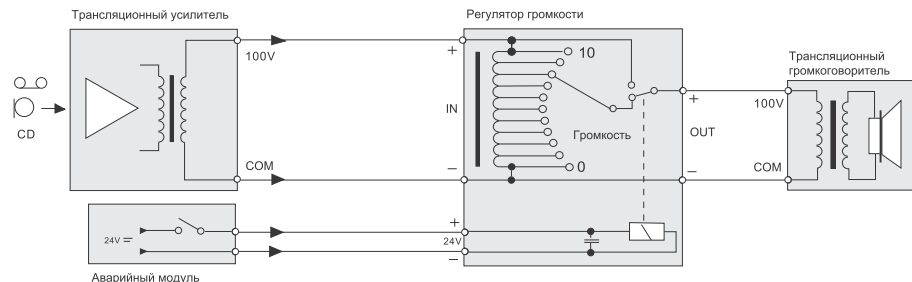 Трансляционный усилитель
Регулятор громкости
Трансляционный
громкоговоритель
100V
+
10
IN
Громкость
+
OUT
100V
CD
COM
–
0
–
COM
24V
+
24V
–
Аварийный модуль